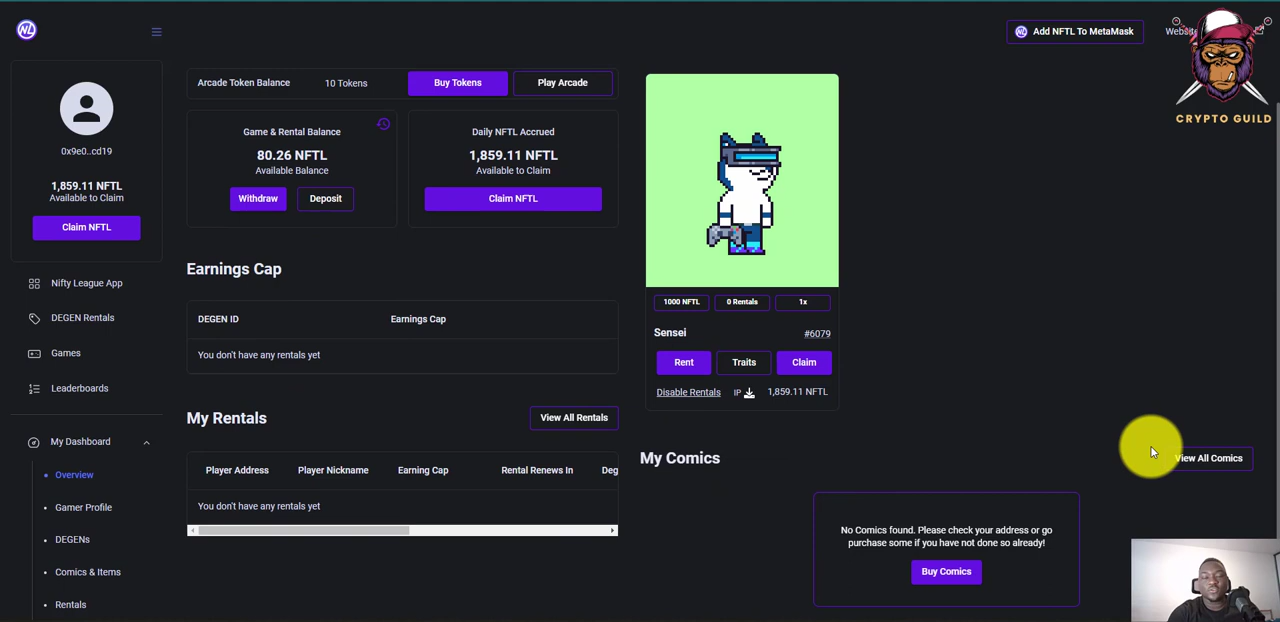 NL
Add NFTL To MetaMask
Website
CRYPTO GUILD
0x9e0..cd19
1,859.11 NFTL
Available to Claim
Claim NFTL
Nifty League App
DEGEN Rentals
Games
Leaderboards
My Dashboard
Overview
Gamer Profile
DEGENs
Comics & Items
Rentals
Arcade Token Balance 10 Tokens Buy Tokens Play Arcade
Game & Rental Balance
80.26 NFTL
Available Balance
Withdraw Deposit
Daily NFTL Accrued
1,859.11 NFTL
Available to Claim
Claim NFTL
Earnings Cap
DEGEN ID Earnings Cap
You don't have any rentals yet
My Rentals View All Rentals
Player Address Player Nickname Earning Cap Rental Renews In Deg
You don't have any rentals yet
1000 NFTL 0 Rentals 1x
Sensei #6079
Rent Traits Claim
Disable Rentals IP 1,859.11 NFTL
My Comics View All Comics
No Comics found. Please check your address or go
purchase some if you have not done so already!
Buy Comics